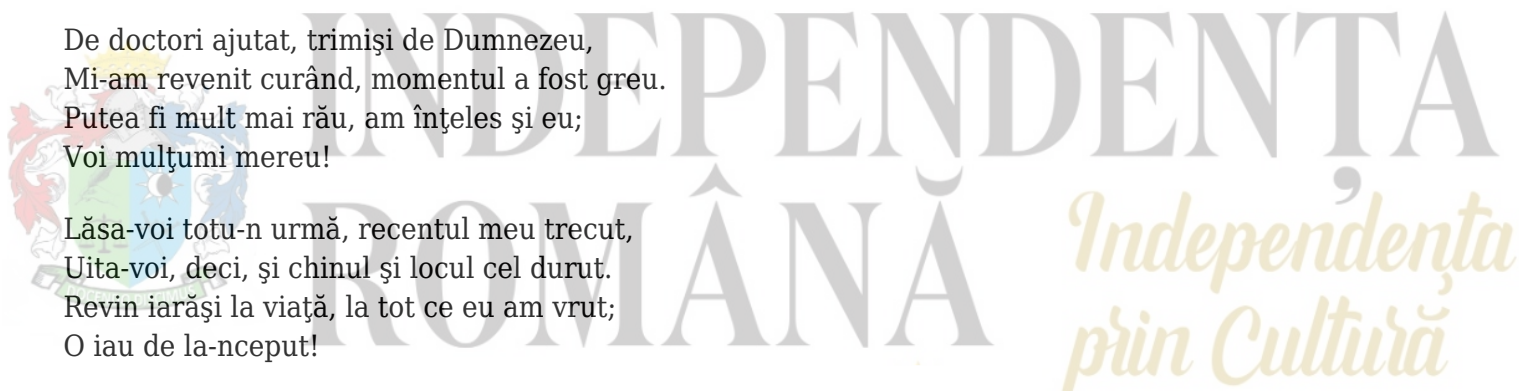 De doctori ajutat, trimişi de Dumnezeu,
Mi-am revenit curând, momentul a fost greu.
Putea fi mult mai rău, am înţeles şi eu;
Voi mulţumi mereu!
Lăsa-voi totu-n urmă, recentul meu trecut,
Uita-voi, deci, şi chinul şi locul cel durut.
Revin iarăşi la viaţă, la tot ce eu am vrut;
O iau de la-nceput!
INDEPENDENȚA
ROMÂNĂ
Independența
prin Cultură